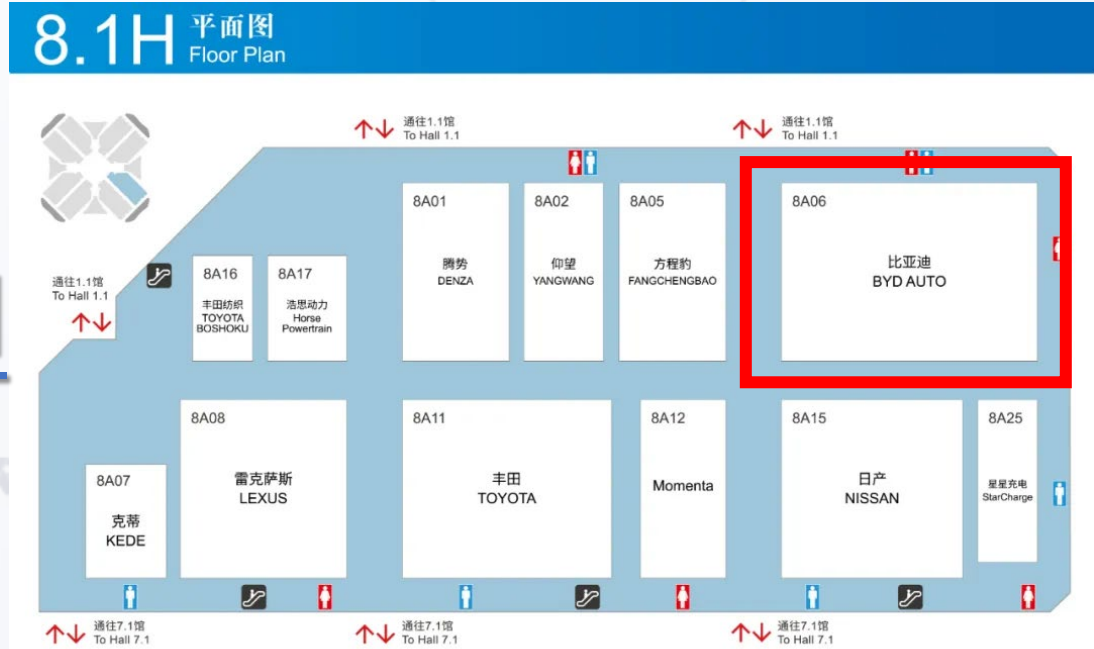 8.1H
平面图
Floor Plan
通往1.1馆
To Hall 1.1
通往1.1馆
To Hall 1.1
通往1.1馆
To Hall 1.1
8A01
腾势
DENZA
8A02
仰望
YANGWANG
8A05
方程豹
FANGCHENGBAO
8A06
比亚迪
BYD AUTO
8A16
丰田纺织
TOYOTA
BOSHOKU
8A17
浩思动力
Horse
Powertrain
8A07
克蒂
KEDE
8A08
雷克萨斯
LEXUS
8A11
丰田
TOYOTA
8A12
Momenta
8A15
日产
NISSAN
8A25
星星充电
StarCharge
通往7.1馆
To Hall 7.1
通往7.1馆
To Hall 7.1
通往7.1馆
To Hall 7.1